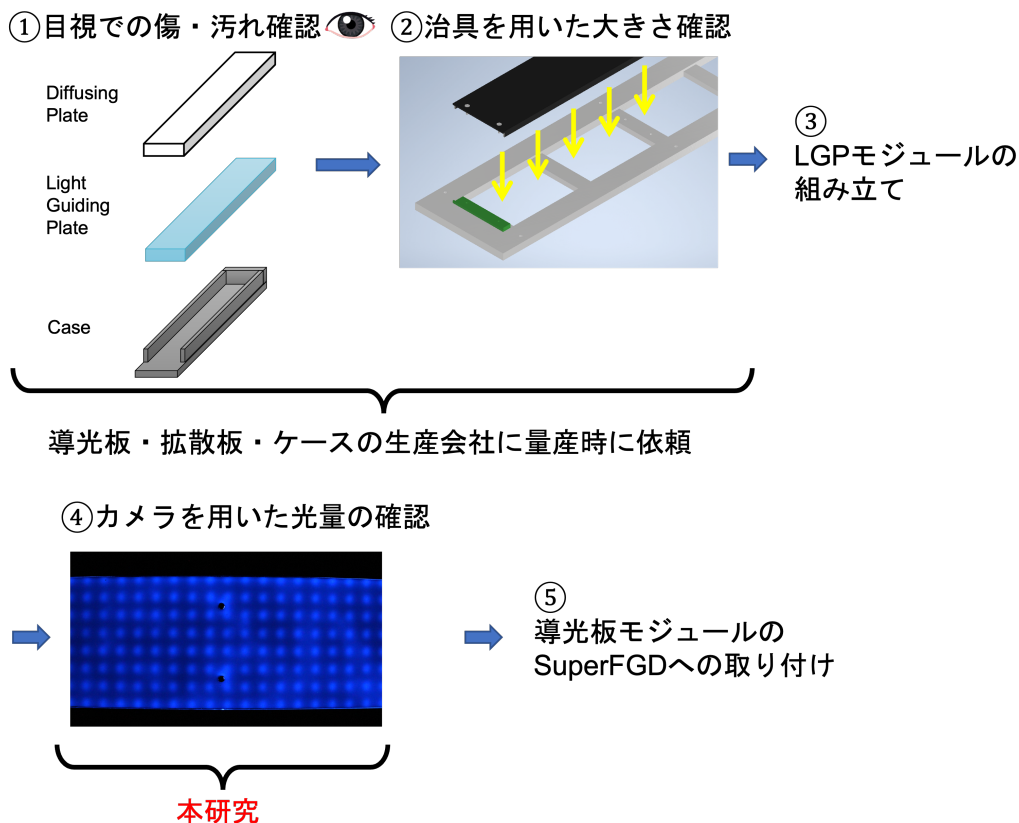 ①目視での傷・汚れ確認
②治具を用いた大きさ確認
Diffusing
Plate
Light
Guiding
Plate
Case
③
LGPモジュールの
組み立て
導光板・拡散板・ケースの生産会社に量産時に依頼
④カメラを用いた光量の確認
⑤
導光板モジュールの
SuperFGDへの取り付け
本研究